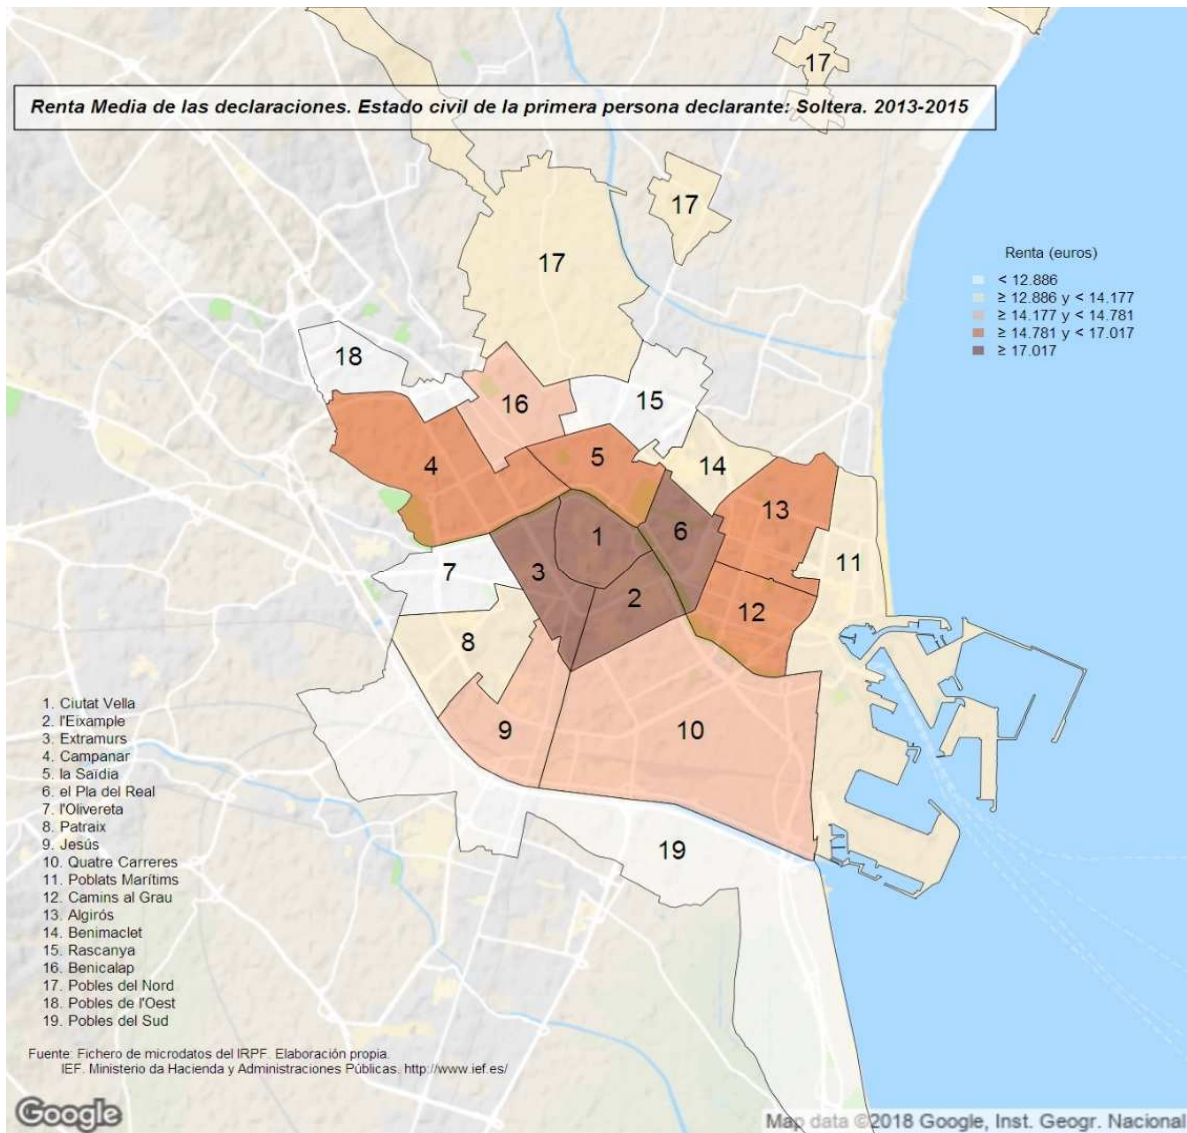 17
Renta Media de las declaraciones. Estado civil de la primera persona declarante: Soltera. 2013-2015
17
17
Renta (euros)
< 12.886
≥ 12.886 y < 14.177
≥ 14.177 y < 14.781
≥ 14.781 y < 17.017
≥ 17.017
18
16
15
4
5
14
13
1
6
3
11
7
2
12
8
9
10
19
1. Ciutat Vella
2. l'Eixample
3. Extramurs
4. Campanar
5. la Saïdia
6. el Pla del Real
7. l'Olivereta
8. Patraix
9. Jesús
10. Quatre Carreres
11. Poblats Marítims
12. Camins al Grau
13. Algirós
14. Benimaclet
15. Rascanya
16. Benicalap
17. Pobles del Nord
18. Pobles de l'Oest
19. Pobles del Sud
Fuente: Fichero de microdatos del IRPF. Elaboración propia.
IEF. Ministerio da Hacienda y Administraciones Públicas. http://www.ief.es/
Google
Map data ©2018 Google, Inst. Geogr. Nacional